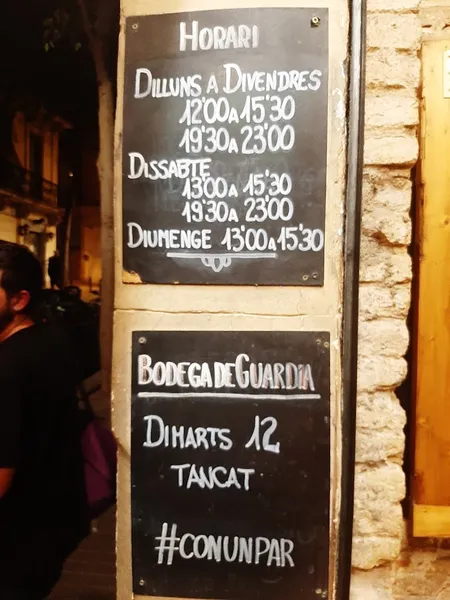 HORARI
DILLUNS A DIVENDRES
12'00 A 15'30
19'30 A 23'00
DISSABTE
13'00 A 15'30
19'30 A 23'00
DIUMENGE 13'00 A 15'30
BODEGA DE GUARDIA
DIMARTS 12
TANCAT
#CONUNPAR